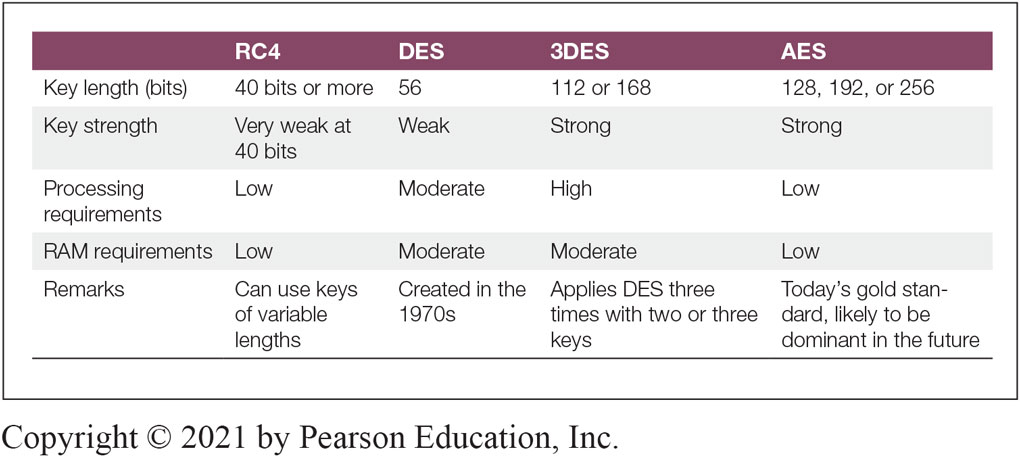 RC4 DES 3DES AES
Key length (bits) 40 bits or more 56 112 or 168 128, 192, or 256
Key strength Very weak at Weak Strong Strong
40 bits
Processing Low Moderate High Low
requirements
RAM requirements Low Moderate Moderate Low
Remarks Can use keys Created in the Applies DES three Today's gold stan-
of variable 1970s times with two or three dard, likely to be
lengths keys dominant in the future
Copyright © 2021 by Pearson Education, Inc.